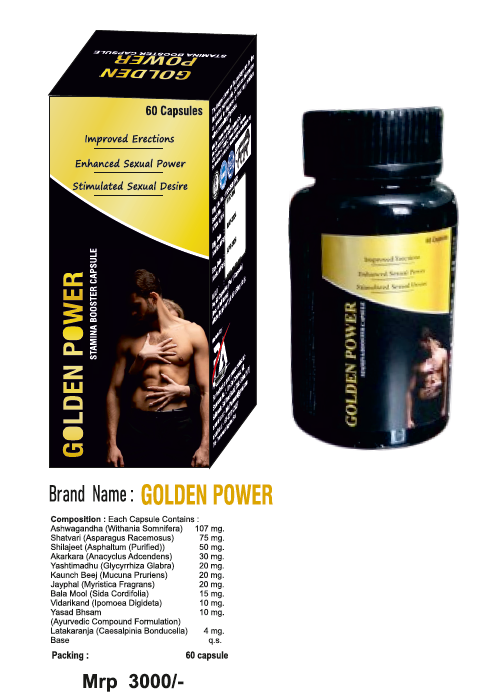 GOLDEN
POWER
STAMINA BOOSTER CAPSULE
60 Capsules
Improved Erections
Enhanced Sexual Power
Stimulated Sexual Desire
GOLDEN POWER
STAMINA BOOSTER CAPSULE
60 Capsules
Improved Erections
Enhanced Sexual Power
Stimulated Sexual Desire
GOLDEN POWER
STAMINA BOOSTER CAPSULE
Brand Name : GOLDEN POWER
Composition : Each Capsule Contains :
Ashwagandha (Withania Somnifera) 107 mg.
Shatvari (Asparagus Racemosus) 75 mg.
Shilajeet (Asphaltum (Purified)) 50 mg.
Akarkara (Anacyclus Adcendens) 30 mg.
Yashtimadhu (Glycyrrhiza Glabra) 20 mg.
Kaunch Beej (Mucuna Pruriens) 20 mg.
Jayphal (Myristica Fragrans) 20 mg.
Bala Mool (Sida Cordifolia) 15 mg.
Vidarikand (Ipomoea Digideta) 10 mg.
Yasad Bhsam 10 mg.
(Ayurvedic Compound Formulation)
Latakaranja (Caesalpinia Bonducella) 4 mg.
Base q.s.
Packing : 60 capsule
Mrp 3000/-